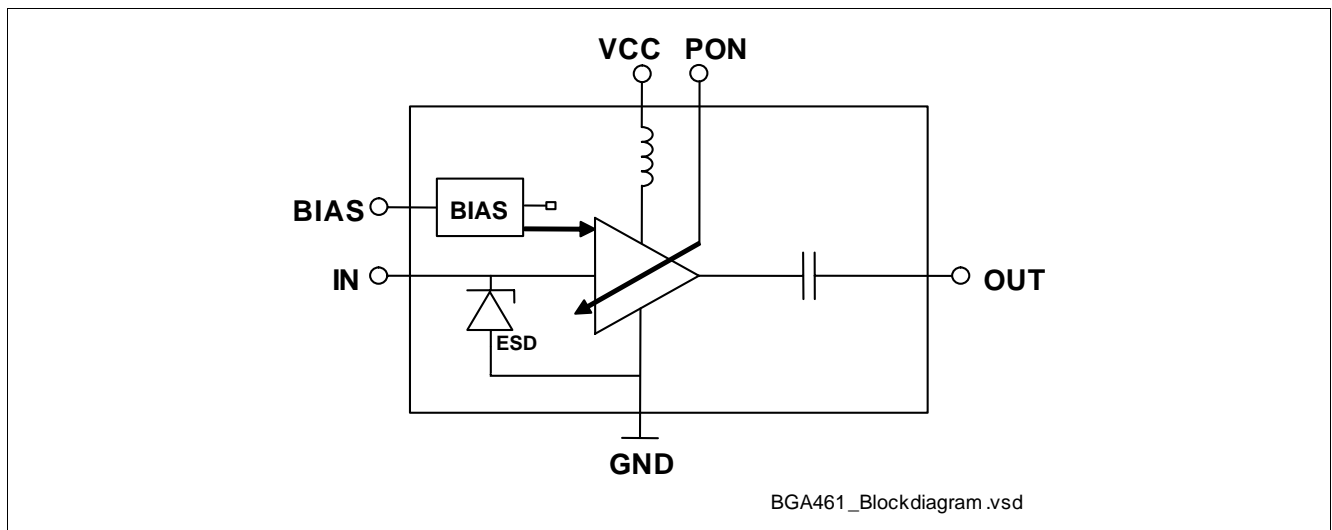 VCC PON
BIAS
BIAS
IN
OUT
ESD
GND
BGA461_Blockdiagram.vsd